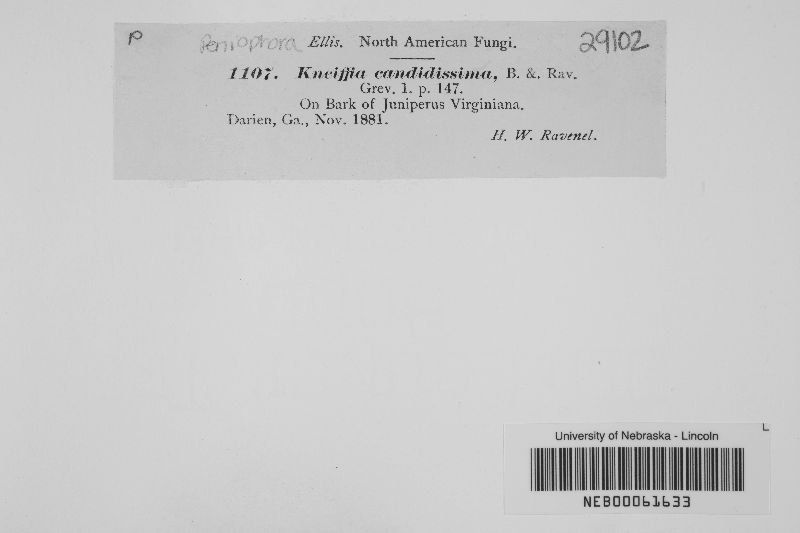 P Peniophora Ellis. North American Fungi. 29102
1107. Kneiffia candidissima, B. &. Rav.
Grev. 1. p. 147.
On Bark of Juniperus Virginiana.
Darien, Ga., Nov. 1881.
H. W. Ravenel.
L
University of Nebraska - Lincoln
NEB00061633